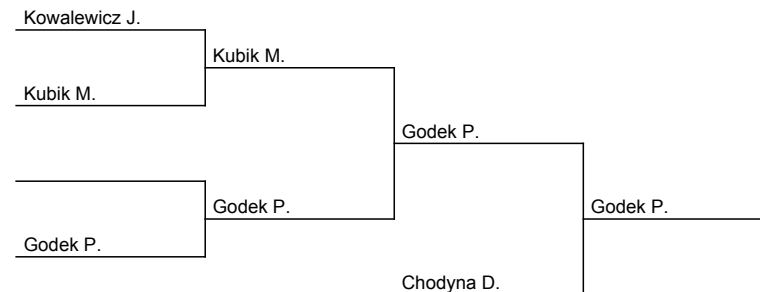 Kowalewicz J.
Kubik M.
Kubik M.
Godek P.
Godek P.
Godek P.
Godek P.
Chodyna D.